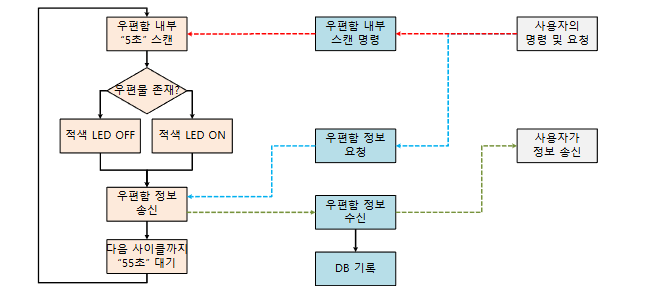 우편함 내부
"5초" 스캔
우편함 내부
스캔 명령
사용자의
명령 및 요청
우편물 존재?
적색 LED OFF
적색 LED ON
우편함 정보
요청
사용자가
정보 송신
우편함 정보
송신
우편함 정보
수신
다음 사이클까지
"55초" 대기
DB 기록